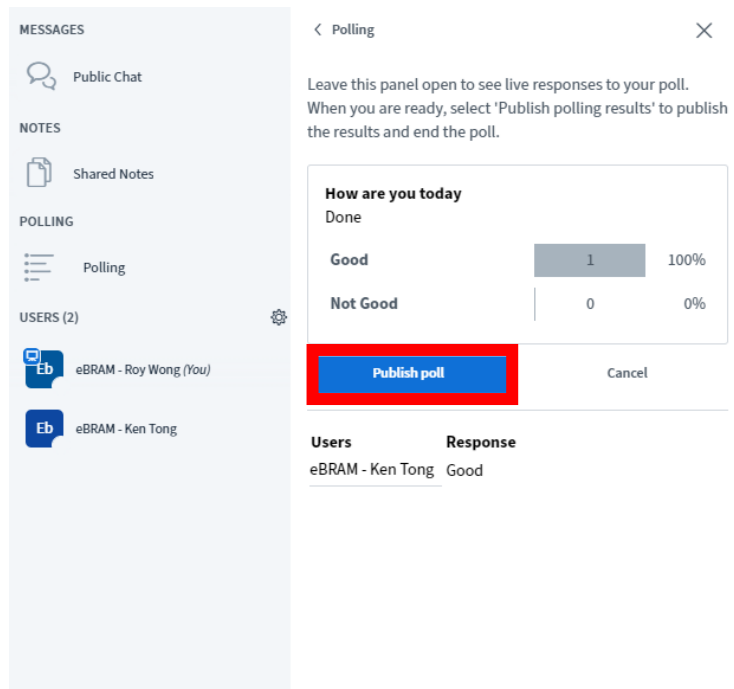 MESSAGES
Public Chat
NOTES
Shared Notes
POLLING
Polling
USERS (2)
Eb eBRAM - Roy Wong (You)
Eb eBRAM - Ken Tong
Polling
Leave this panel open to see live responses to your poll.
When you are ready, select 'Publish polling results' to publish
the results and end the poll.
How are you today
Done
Good 1 100%
Not Good 0 0%
Publish poll Cancel
Users Response
eBRAM - Ken Tong Good